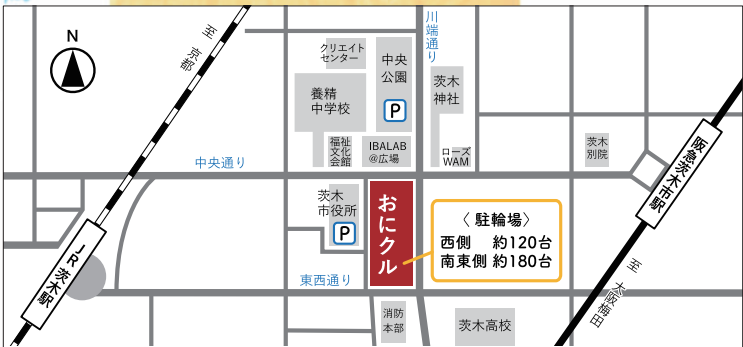 N
至
京都
川端通り
クリエイト
センター
中央
公園
P
養精
中学校
茨木
神社
福祉
文化
会館
IBALAB
@広場
ローズ
WAM
茨木
別院
阪急茨木市駅
中央通り
茨木
市役所
P
おにクル
〈 駐輪場〉
西側 約120台
南東側 約180台
JR茨木駅
東西通り
至
大阪梅田
消防
本部
茨木高校